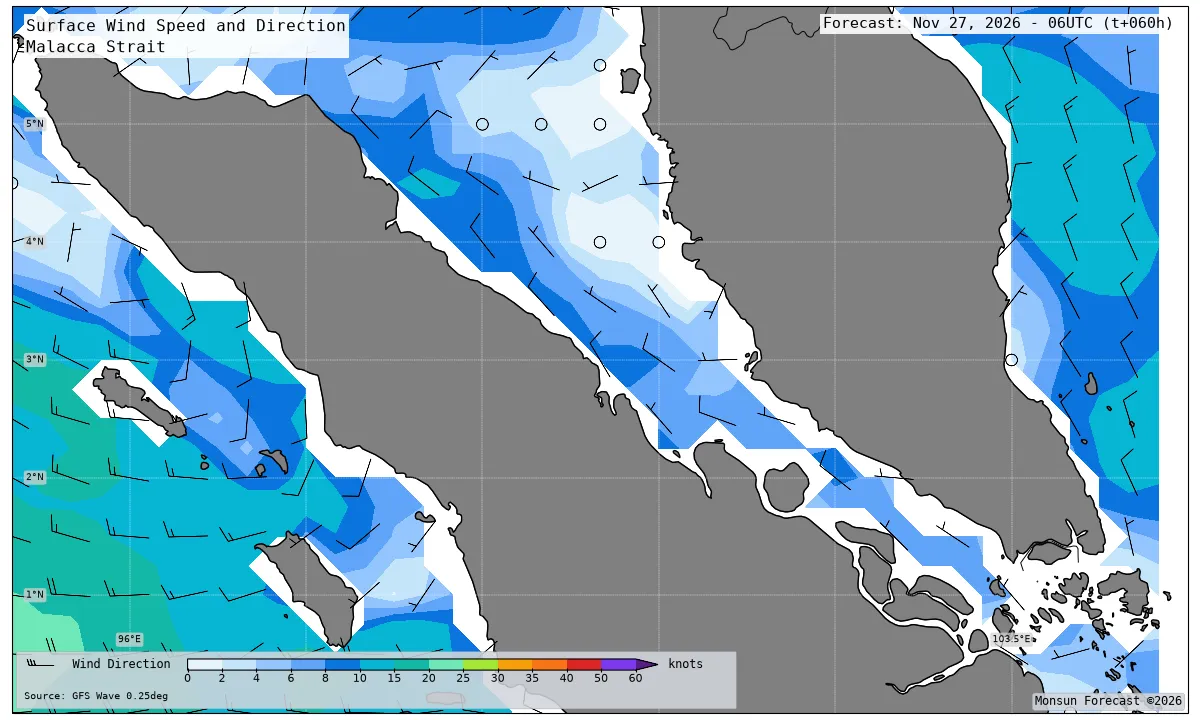 Surface Wind Speed and Direction
Malacca Strait
Forecast: Nov 27, 2026 - 06UTC (t+060h)
5°N
4°N
3°N
2°N
1°N
96°E
103.5°E
Wind Direction
knots
0 2 4 6 8 10 15 20 25 30 35 40 50 60
Source: GFS Wave 0.25deg
Monsun Forecast ©2026